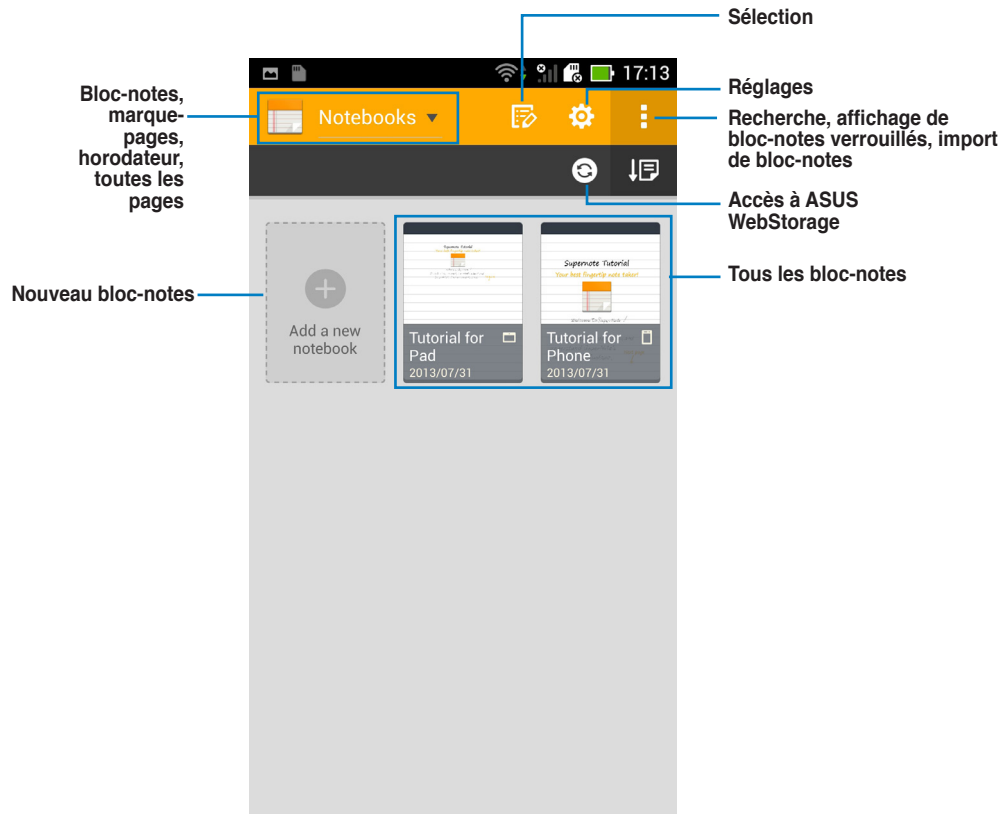 Sélection
17:13
Réglages
Bloc-notes,
marque-
pages,
horodateur,
toutes les
pages
Notebooks
Recherche, affichage de
bloc-notes verrouillés, import
de bloc-notes
Accès à ASUS
WebStorage
Tous les bloc-notes
Nouveau bloc-notes
Add a new
notebook
Supernote Tutorial
Supernote Tutorial
Your best fingertip note taker!
Tutorial for
Pad
2013/07/31
Tutorial for
Phone
2013/07/31